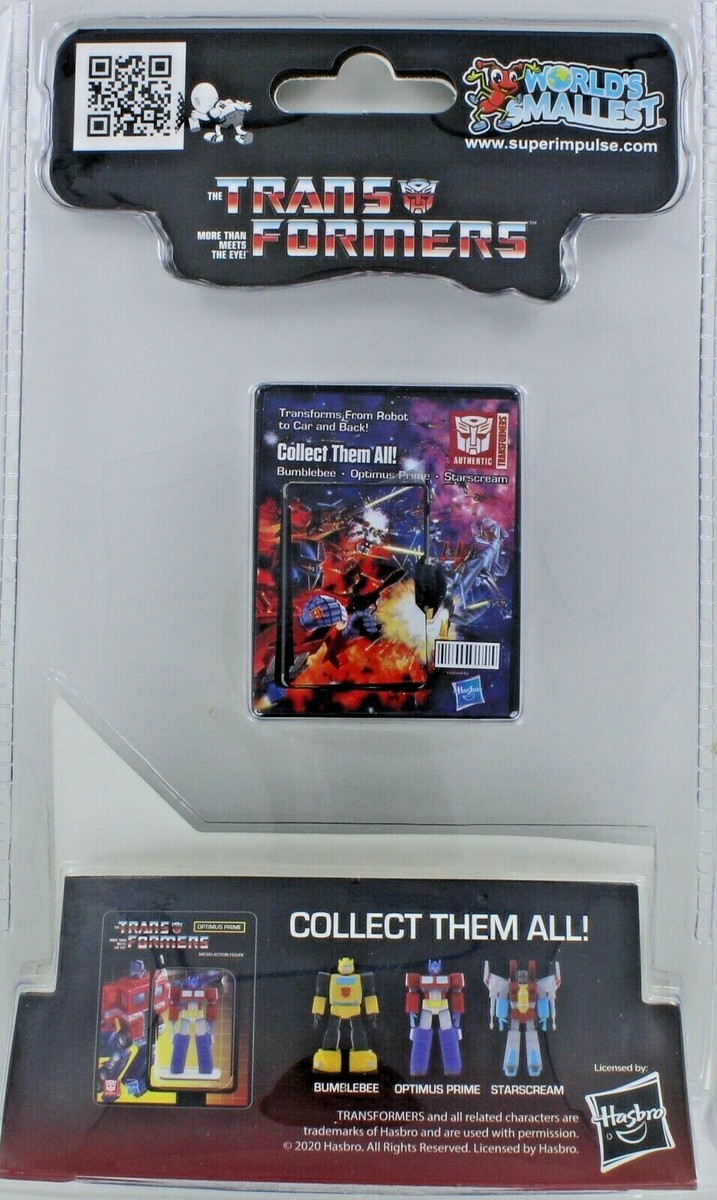 WORLD'S
SMALLEST
www.superimpulse.com
THE TRANS
FORMERS™
MORE THAN
MEETS
THE EYE!
Transforms From Robot
to Car and Back!
Collect Them All!
Bumblebee • Optimus Prime • Starscream
AUTHENTIC
TRANSFORMERS
Hasbro
COLLECT THEM ALL!
THE TRANS
FORMERS
OPTIMUS PRIME
MICRO ACTION FIGURE
BUMBLEBEE
OPTIMUS PRIME
STARSCREAM
Licensed by:
Hasbro
TRANSFORMERS and all related characters are
trademarks of Hasbro and are used with permission.
© 2020 Hasbro. All Rights Reserved. Licensed by Hasbro.